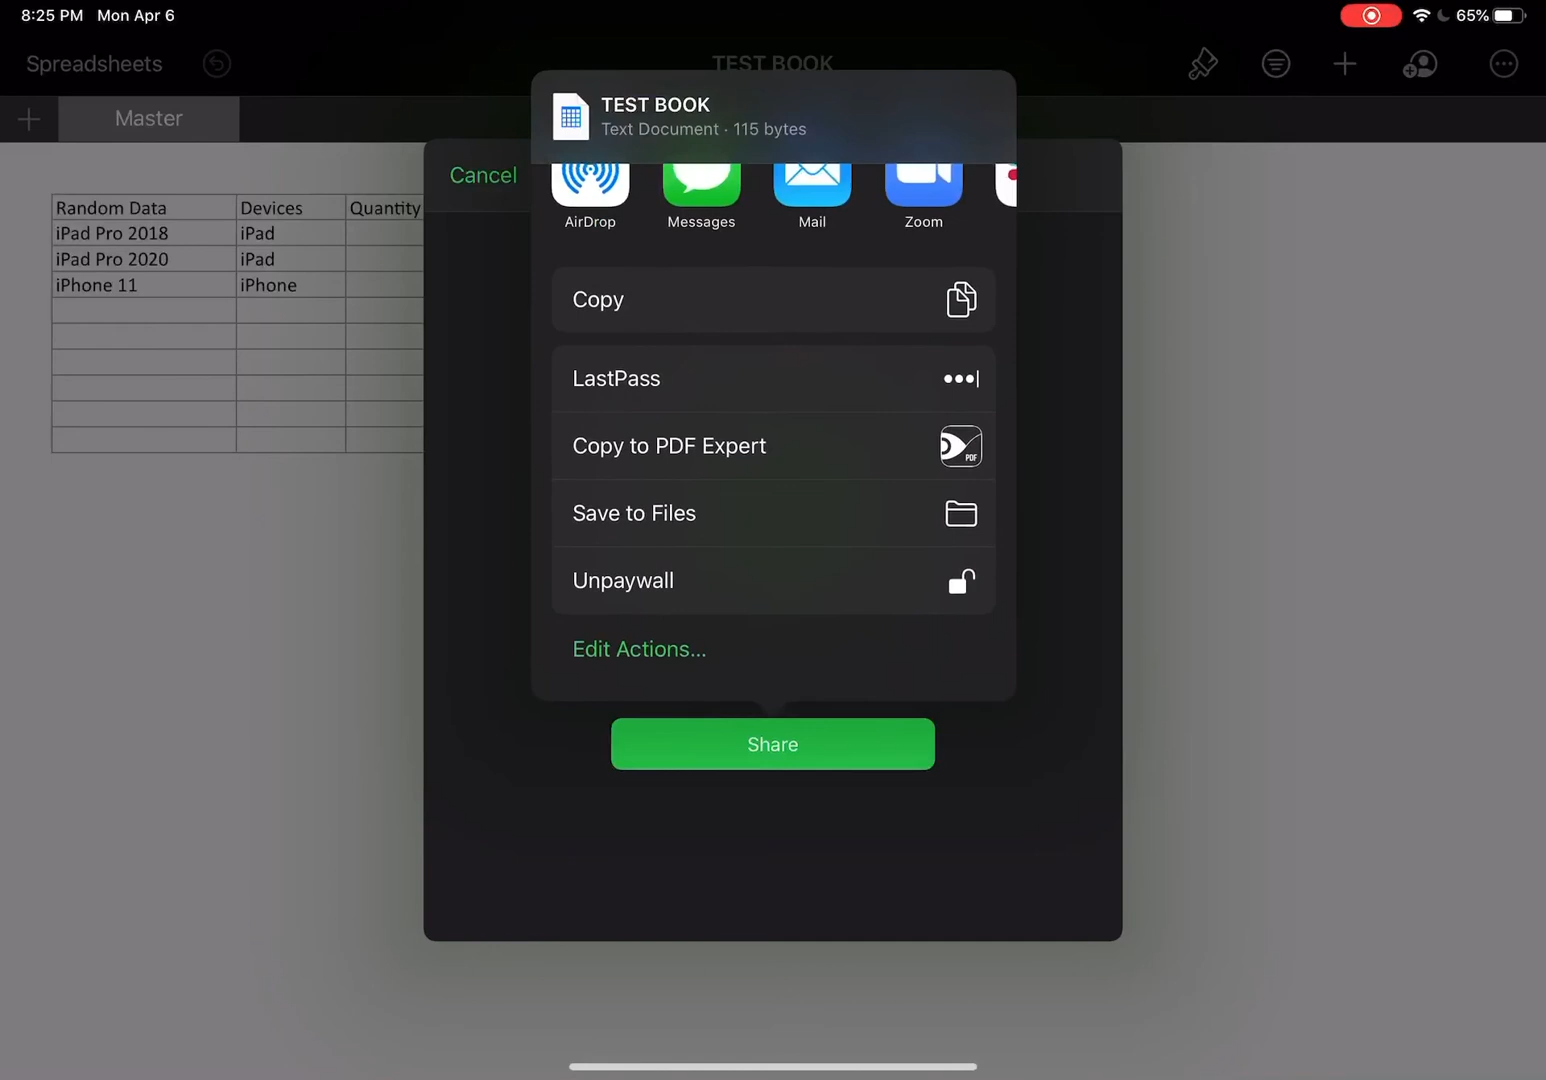 8:25 PM Mon Apr 6
65%
Spreadsheets
TEST BOOK
Master
TEST BOOK
Text Document · 115 bytes
Cancel
AirDrop
Messages
Mail
Zoom
Random Data Devices Quantity
iPad Pro 2018 iPad
iPad Pro 2020 iPad
iPhone 11 iPhone
Copy
LastPass
Copy to PDF Expert
PDF
Save to Files
Unpaywall
Edit Actions...
Share